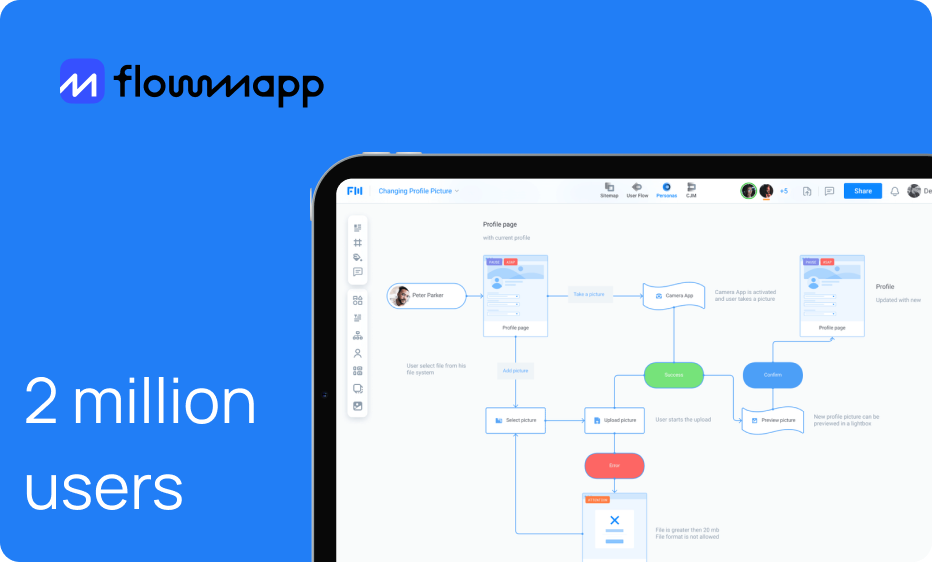 flowmapp
2 million
users
FM
Changing Profile Picture
Sitemap
User Flow
Personas
CJM
+5
Share
De
Profile page
with current profile
Peter Parker
Profile page
Take a picture
Camera App
Camera App is activated
and user takes a picture
Profile page
Profile
Updated with new
User select file from his
file system
Add picture
Success
Confirm
Select picture
Upload picture
User starts the upload
Preview picture
New profile picture can be
previewed in a lightbox
Error
File is greater then 20 mb
File format is not allowed